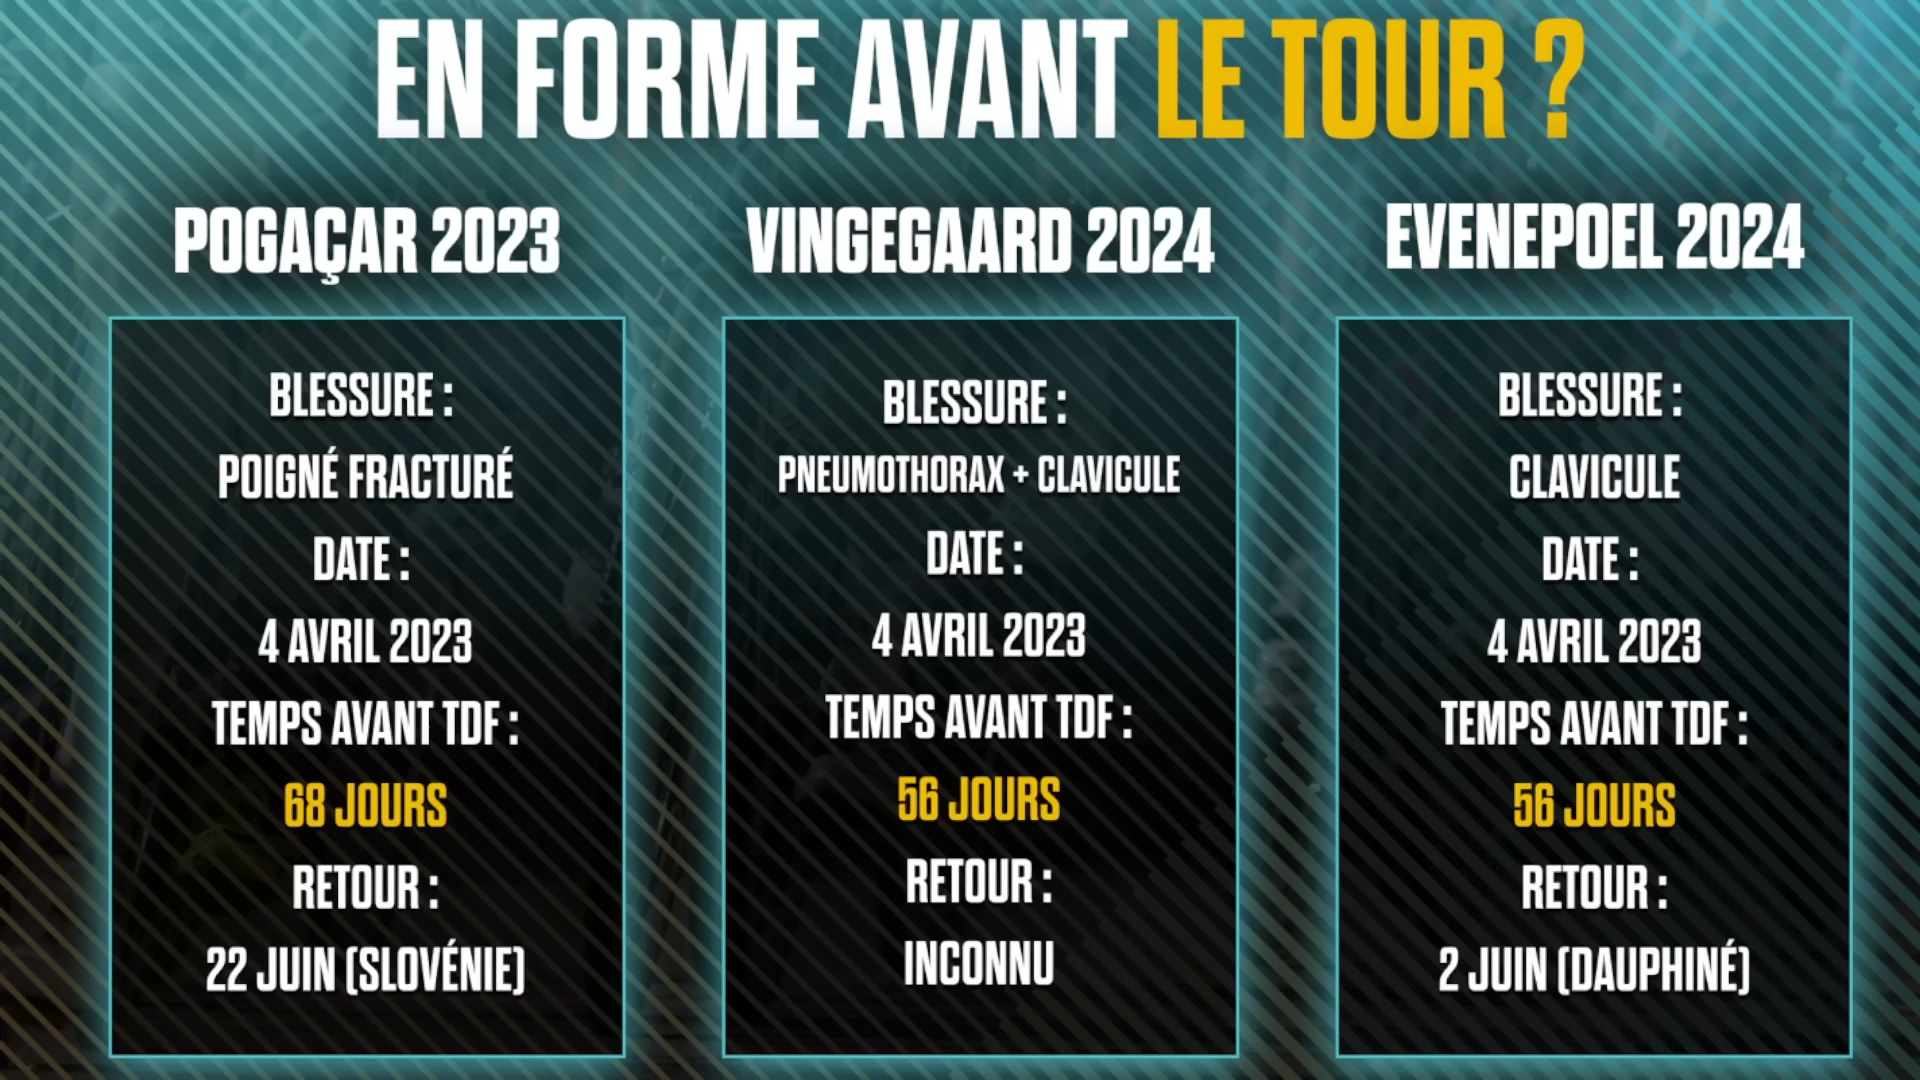 EN FORME AVANT LE TOUR ?
POGAÇAR 2023
BLESSURE :
POIGNÉ FRACTURÉ
DATE :
4 AVRIL 2023
TEMPS AVANT TDF :
68 JOURS
RETOUR :
22 JUIN (SLOVÉNIE)
VINGEGAARD 2024
BLESSURE :
PNEUMOTHORAX + CLAVICULE
DATE :
4 AVRIL 2023
TEMPS AVANT TDF :
56 JOURS
RETOUR :
INCONNU
EVENEPOEL 2024
BLESSURE :
CLAVICULE
DATE :
4 AVRIL 2023
TEMPS AVANT TDF :
56 JOURS
RETOUR :
2 JUIN (DAUPHINÉ)